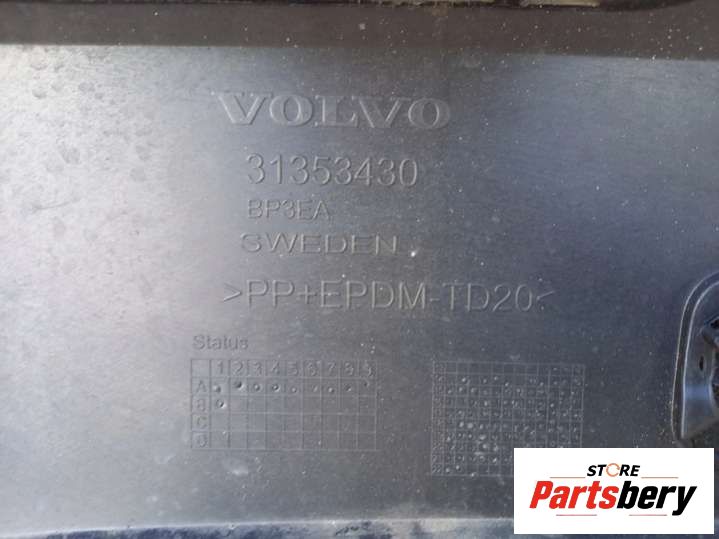 VOLVO
31353430
BP3EA
SWEDEN
>PP+EPDM-TD20<
Status
1 2 3 4 5 6 7 8 9
A
B
C
D
STORE
Partsbery